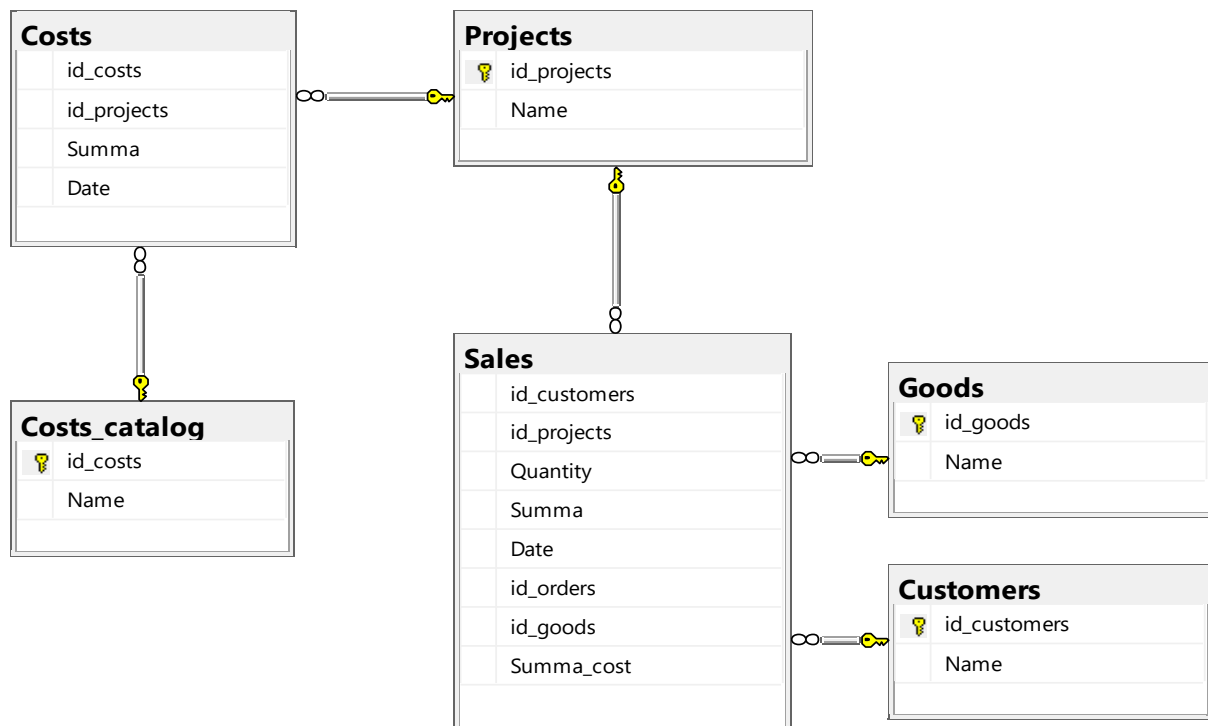 Costs
id_costs
id_projects
Summa
Date
Projects
id_projects
Name
Costs_catalog
id_costs
Name
Sales
id_customers
id_projects
Quantity
Summa
Date
id_orders
id_goods
Summa_cost
Goods
id_goods
Name
Customers
id_customers
Name